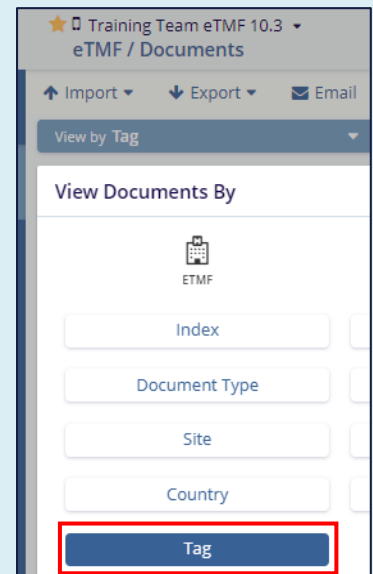 Training Team eTMF 10.3
eTMF / Documents
Import Export Email
View by Tag
View Documents By
ETMF
Index
Document Type
Site
Country
Tag